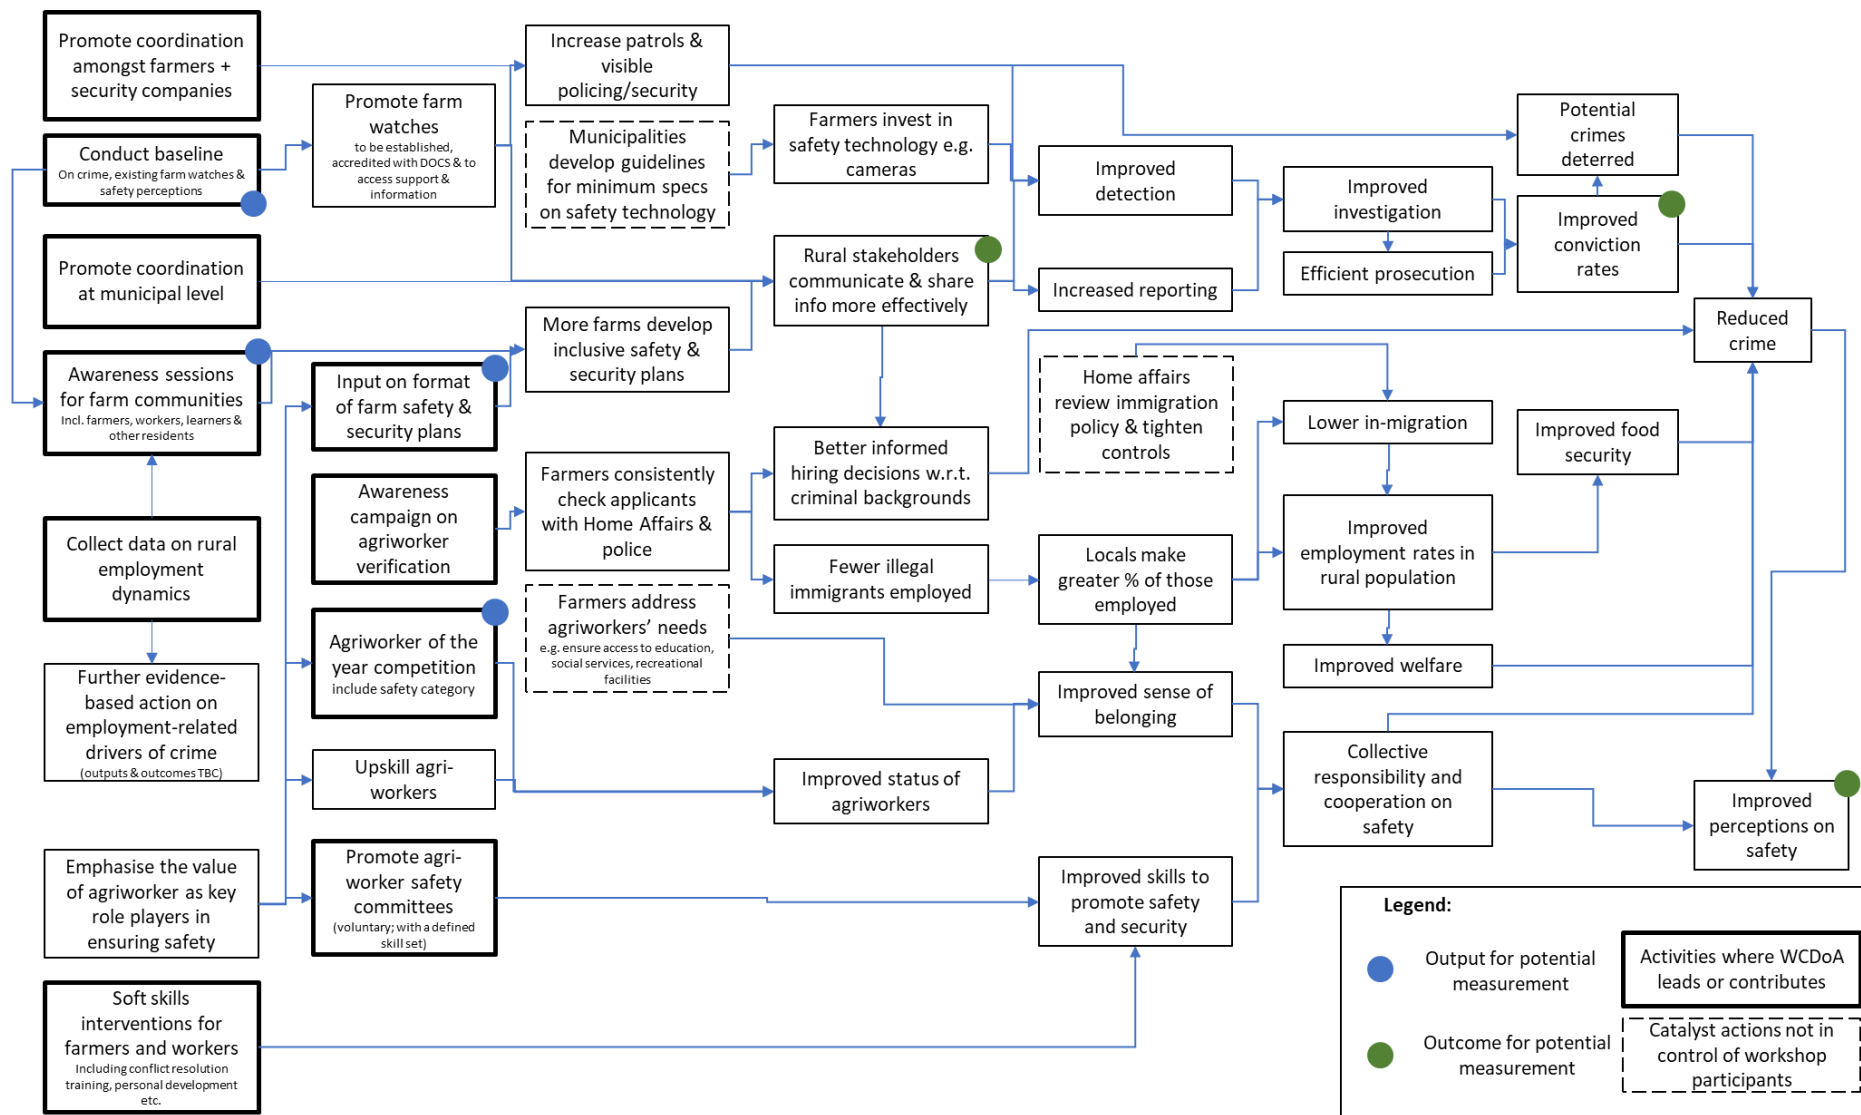 Promote coordination
amongst farmers +
security companies
Conduct baseline
On crime, existing farm watches &
safety perceptions
Promote coordination
at municipal level
Awareness sessions
for farm communities
Incl. farmers, workers, learners &
other residents
Collect data on rural
employment
dynamics
Further evidence-
based action on
employment-related
drivers of crime
(outputs & outcomes TBC)
Emphasise the value
of agriworker as key
role players in
ensuring safety
Soft skills
interventions for
farmers and workers
Including conflict resolution
training, personal development
etc.
Promote farm
watches
to be established,
accredited with DOCS & to
access support &
information
Input on format
of farm safety &
security plans
Awareness
campaign on
agriworker
verification
Agriworker of the
year competition
include safety category
Upskill agri-
workers
Promote agri-
worker safety
committees
(voluntary; with a defined
skill set)
Increase patrols &
visible
policing/security
Municipalities
develop guidelines
for minimum specs
on safety technology
More farms develop
inclusive safety &
security plans
Farmers consistently
check applicants
with Home Affairs &
police
Farmers address
agriworkers’ needs
e.g. ensure access to education,
social services, recreational
facilities
Farmers invest in
safety technology e.g.
cameras
Rural stakeholders
communicate & share
info more effectively
Better informed
hiring decisions w.r.t.
criminal backgrounds
Fewer illegal
immigrants employed
Improved status of
agriworkers
Improved
detection
Increased reporting
Home affairs
review immigration
policy & tighten
controls
Locals make
greater % of those
employed
Improved sense of
belonging
Improved skills to
promote safety
and security
Improved
investigation
Efficient prosecution
Lower in-migration
Improved
employment rates in
rural population
Improved welfare
Collective
responsibility and
cooperation on
safety
Potential
crimes
deterred
Improved
conviction
rates
Improved food
security
Reduced
crime
Improved
perceptions on
safety
Legend:
Output for potential
measurement
Activities where WCDoA
leads or contributes
Outcome for potential
measurement
Catalyst actions not in
control of workshop
participants